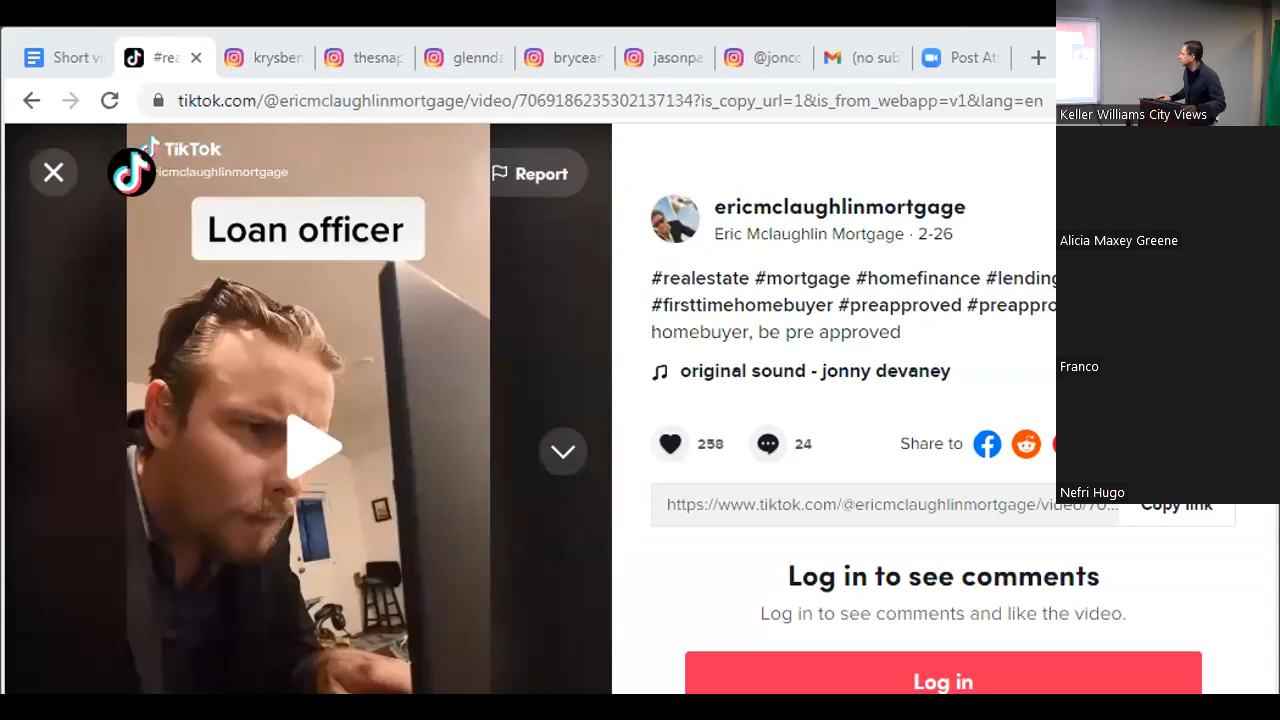 Short v
#rea
krysber
theshap
glennda
brycear
jasonpa
@joncc
(no sub
Post At
tiktok.com/@ericmclaughlinmortgage/video/7069186235302137134?is_copy_url=1&is_from_webapp=v1&lang=en
TikTok
ericmclaughlinmortgage
Report
Loan officer
ericmclaughlinmortgage
Eric Mclaughlin Mortgage · 2-26
#realestate #mortgage #homefinance #lending
#firsttimehomebuyer #preapproved #preappro
homebuyer, be pre approved
original sound - jonny devaney
258
24
Share to
https://www.tiktok.com/@ericmclaughlinmortgage/video/70...
Copy link
Log in to see comments
Log in to see comments and like the video.
Log in
Keller Williams City Views
Alicia Maxey Greene
Franco
Nefri Hugo